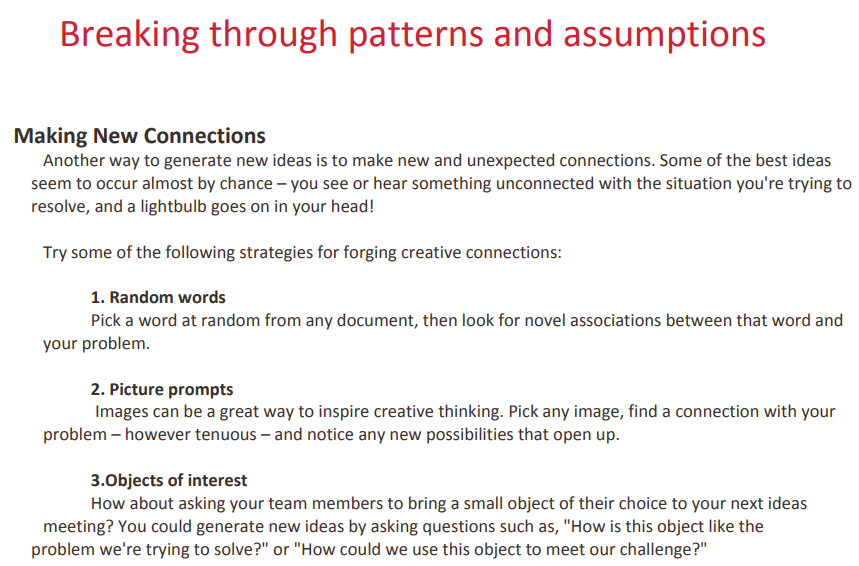 Breaking through patterns and assumptions
Making New Connections
Another way to generate new ideas is to make new and unexpected connections. Some of the best ideas
seem to occur almost by chance – you see or hear something unconnected with the situation you're trying to
resolve, and a lightbulb goes on in your head!
Try some of the following strategies for forging creative connections:
1. Random words
Pick a word at random from any document, then look for novel associations between that word and
your problem.
2. Picture prompts
Images can be a great way to inspire creative thinking. Pick any image, find a connection with your
problem – however tenuous – and notice any new possibilities that open up.
3.Objects of interest
How about asking your team members to bring a small object of their choice to your next ideas
meeting? You could generate new ideas by asking questions such as, "How is this object like the
problem we're trying to solve?" or "How could we use this object to meet our challenge?"